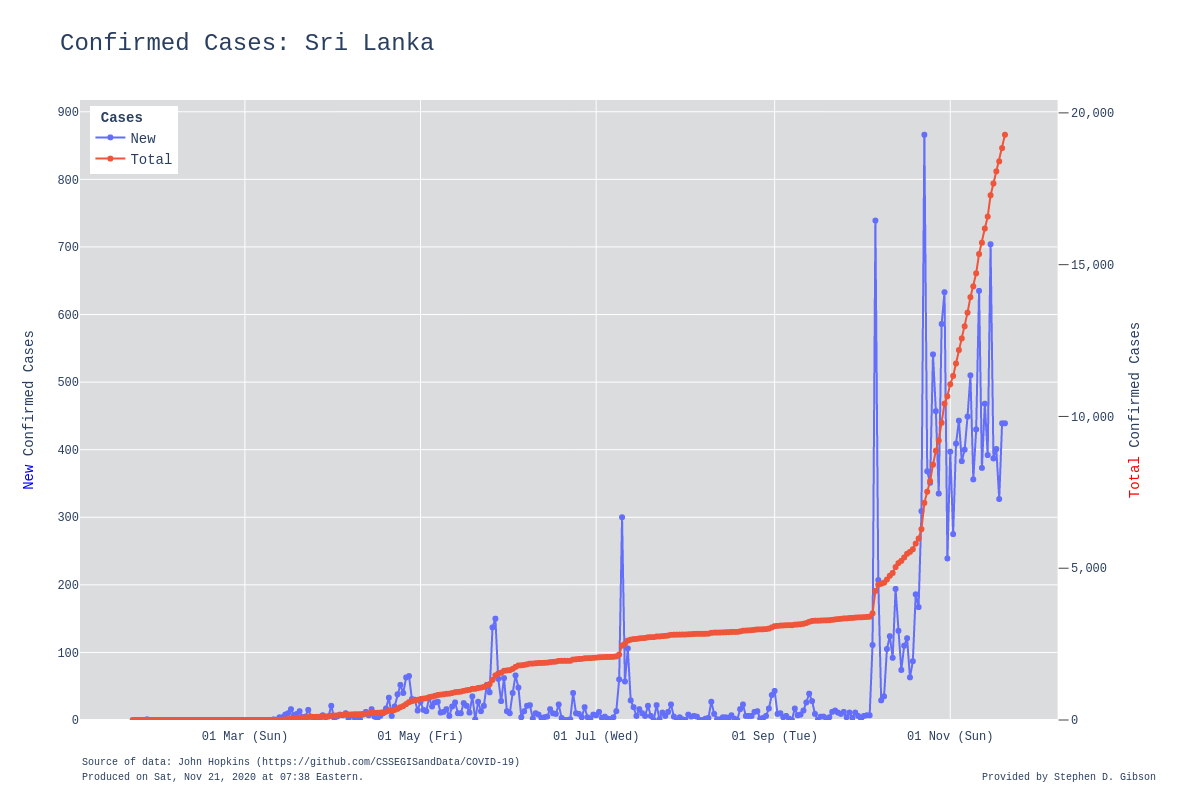 Confirmed Cases: Sri Lanka
Cases
New
Total
900
800
700
600
500
400
300
200
100
0
20,000
15,000
10,000
5,000
0
New Confirmed Cases
Total Confirmed Cases
01 Mar (Sun)
01 May (Fri)
01 Jul (Wed)
01 Sep (Tue)
01 Nov (Sun)
Source of data: John Hopkins (https://github.com/CSSEGISandData/COVID-19)
Produced on Sat, Nov 21, 2020 at 07:38 Eastern.
Provided by Stephen D. Gibson